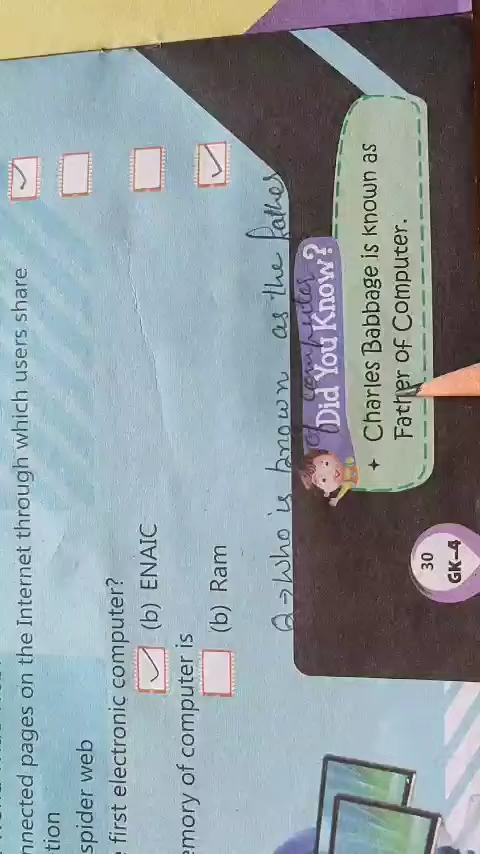 nnected pages on the Internet through which users share
tion
spider web
first electronic computer?
(b) ENAIC
emory of computer is
(b) Ram
Q→ Who is known as the father
of computer
Did You Know?
Charles Babbage is known as
Father of Computer.
30
GK-4